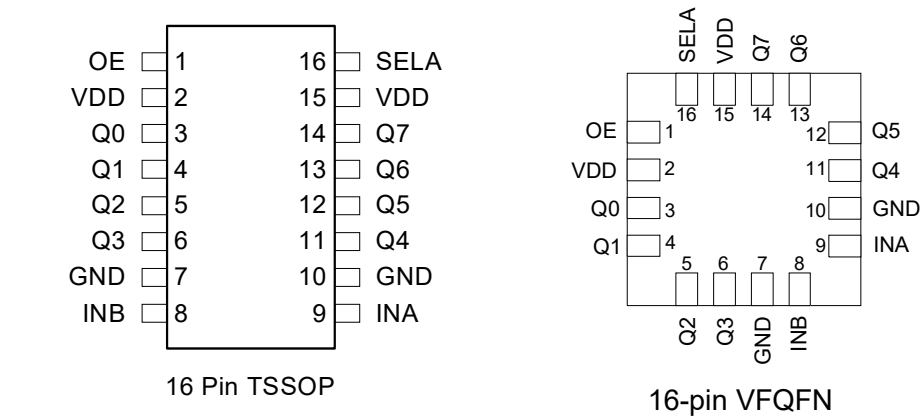 OE 1 16 SELA
VDD 2 15 VDD
Q0 3 14 Q7
Q1 4 13 Q6
Q2 5 12 Q5
Q3 6 11 Q4
GND 7 10 GND
INB 8 9 INA
16 Pin TSSOP
SELA VDD Q7 Q6
16 15 14 13
OE 1 12 Q5
VDD 2 11 Q4
Q0 3 10 GND
Q1 4 9 INA
5 6 7 8
Q2 Q3 GND INB
16-pin VFQFN